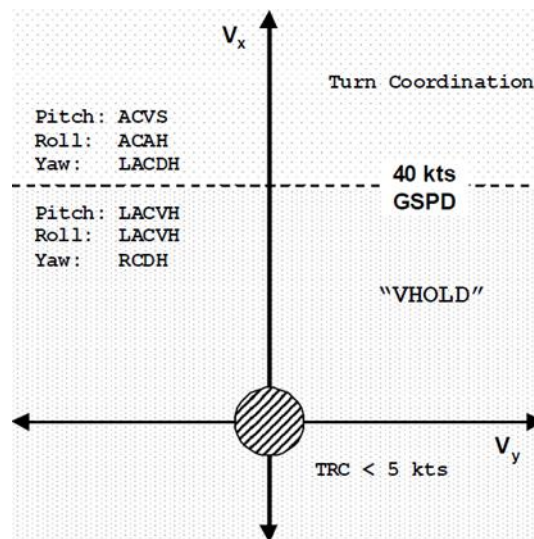 Vx
Turn Coordination
Pitch: ACVS
Roll: ACAH
Yaw: LACDH
40 kts
GSPD
Pitch: LACVH
Roll: LACVH
Yaw: RCDH
“VHOLD”
Vy
TRC < 5 kts